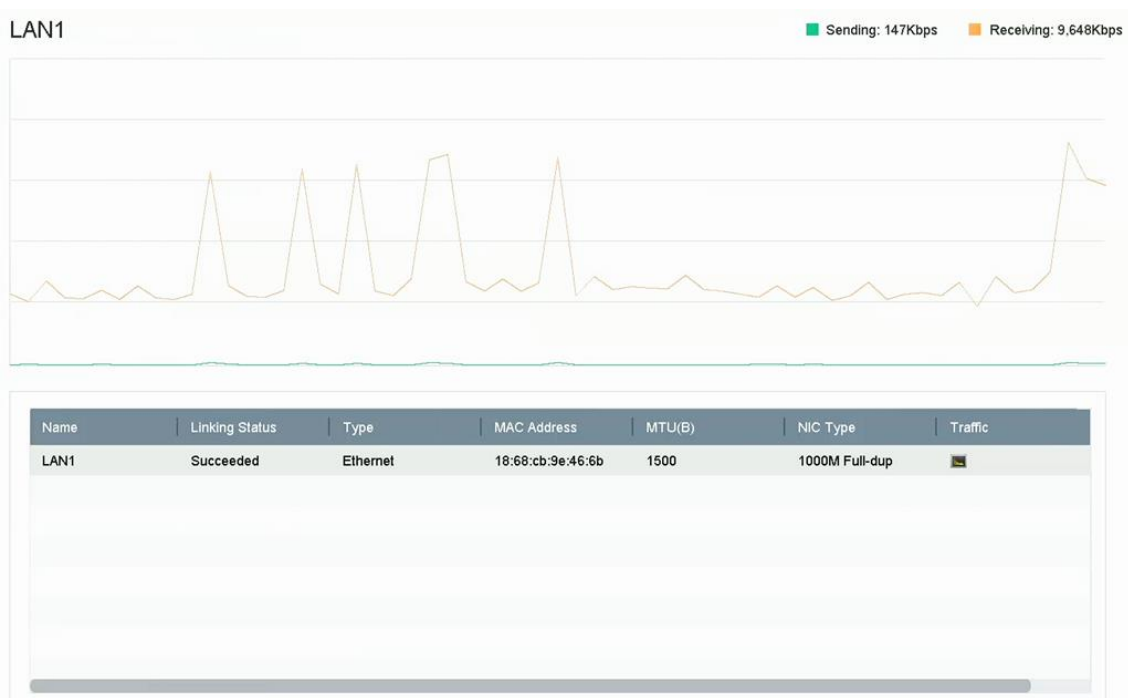 LAN1
Sending: 147Kbps Receiving: 9,648Kbps
Name Linking Status Type MAC Address MTU(B) NIC Type Traffic
LAN1 Succeeded Ethernet 18:68:cb:9e:46:6b 1500 1000M Full-dup